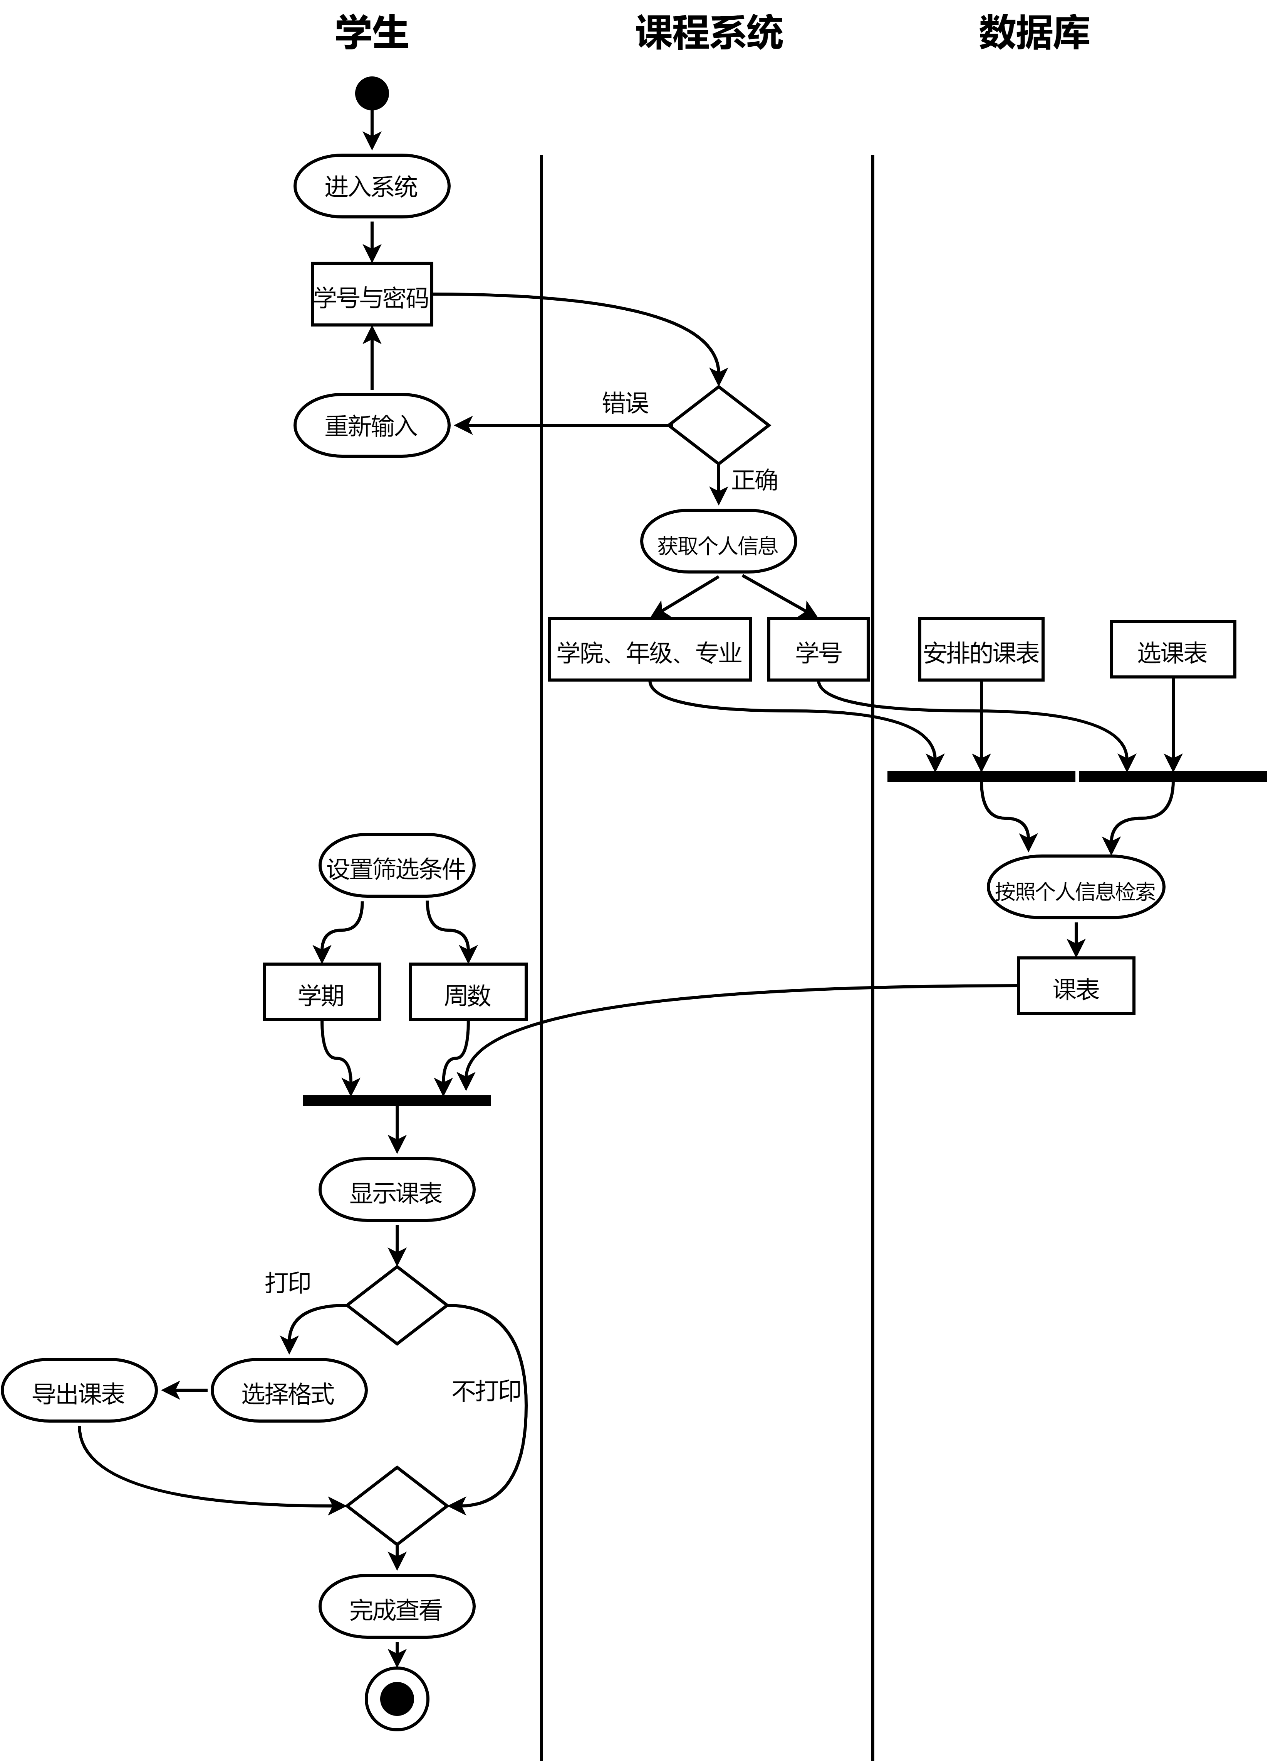 学生
课程系统
数据库
进入系统
学号与密码
错误
重新输入
正确
获取个人信息
学院、年级、专业
学号
安排的课表
选课表
设置筛选条件
按照个人信息检索
学期
周数
课表
显示课表
打印
不打印
导出课表
选择格式
完成查看